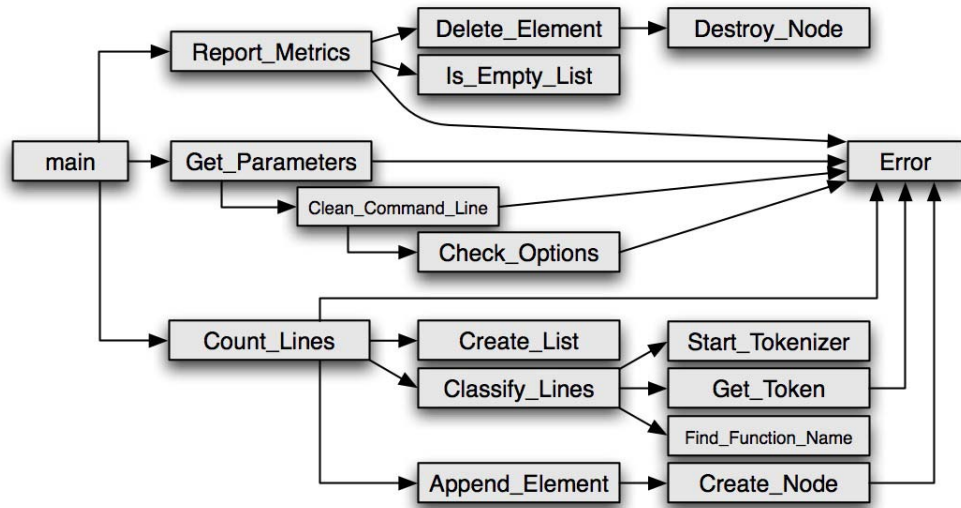 Delete_Element
Destroy_Node
Report_Metrics
Is_Empty_List
main
Get_Parameters
Error
Clean_Command_Line
Check_Options
Count_Lines
Create_List
Start_Tokenizer
Classify_Lines
Get_Token
Find_Function_Name
Append_Element
Create_Node